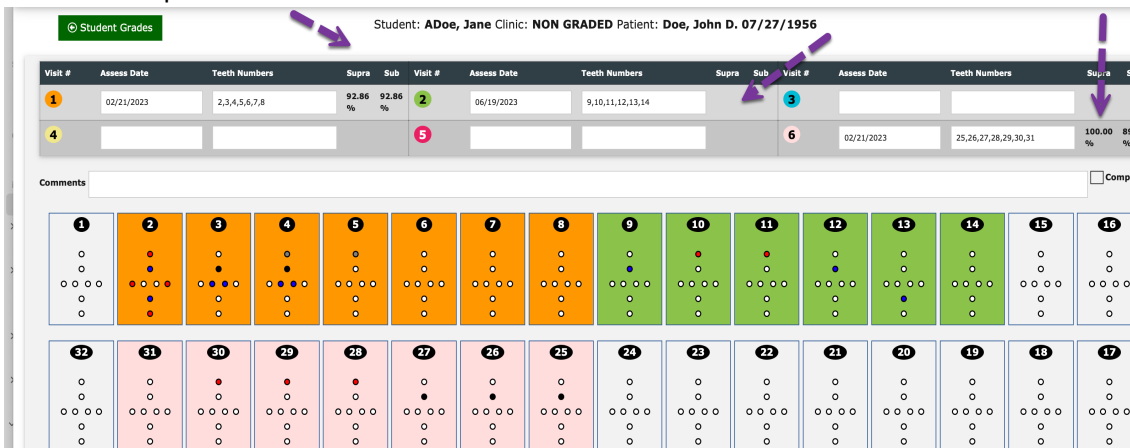 Student Grades
Student: ADoe, Jane Clinic: NON GRADED Patient: Doe, John D. 07/27/1956
Visit # Assess Date Teeth Numbers Supra Sub Visit # Assess Date Teeth Numbers Supra Sub Visit # Assess Date Teeth Numbers Supra
1 02/21/2023 2,3,4,5,6,7,8 92.86 % 92.86 % 2 06/19/2023 9,10,11,12,13,14 3
4 5 6 02/21/2023 25,26,27,28,29,30,31 100.00 %
Comments
1 2 3 4 5 6 7 8 9 10 11 12 13 14 15 16
32 31 30 29 28 27 26 25 24 23 22 21 20 19 18 17